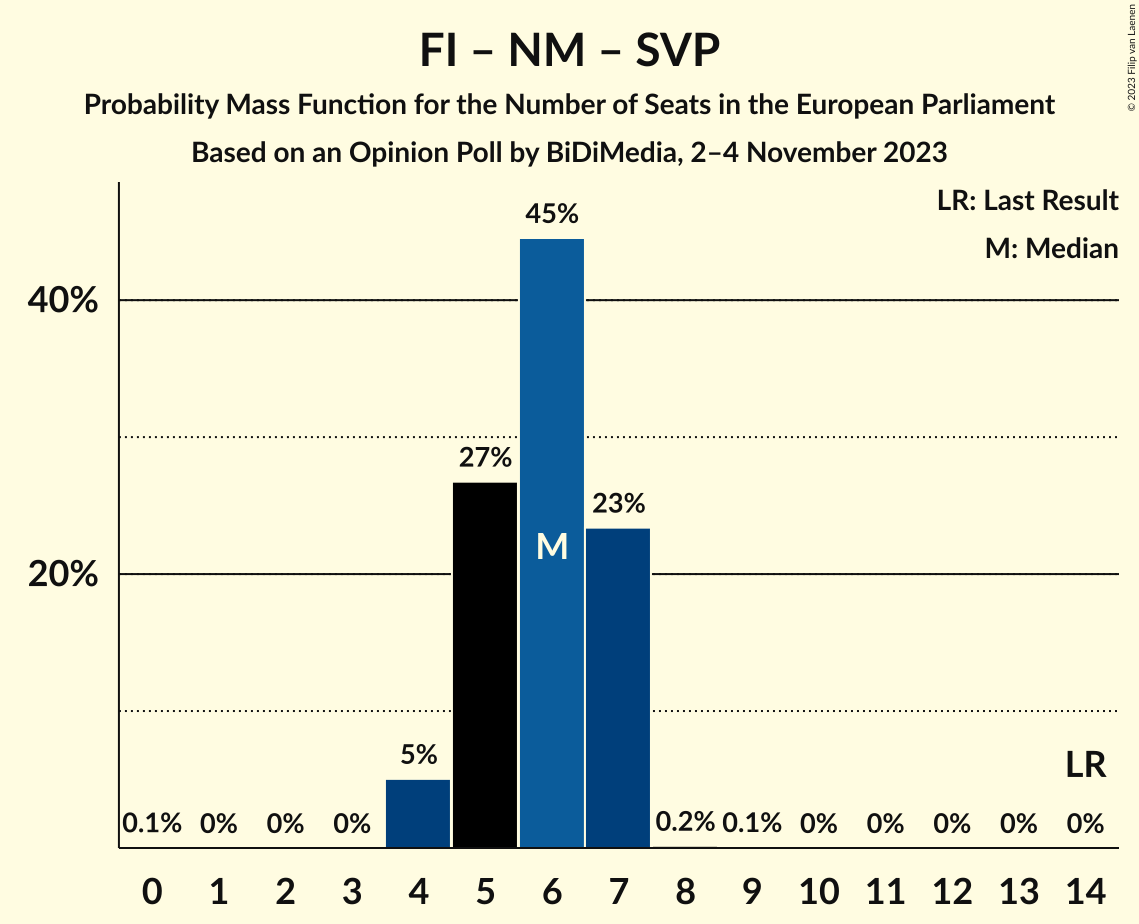 FI – NM – SVP
Probability Mass Function for the Number of Seats in the European Parliament
Based on an Opinion Poll by BiDiMedia, 2–4 November 2023
© 2023 Filip van Laenen
LR: Last Result
M: Median
45%
40%
27%
23%
M
20%
5%
LR
0.1% 0% 0% 0% 0.2% 0.1% 0% 0% 0% 0% 0%
0 1 2 3 4 5 6 7 8 9 10 11 12 13 14